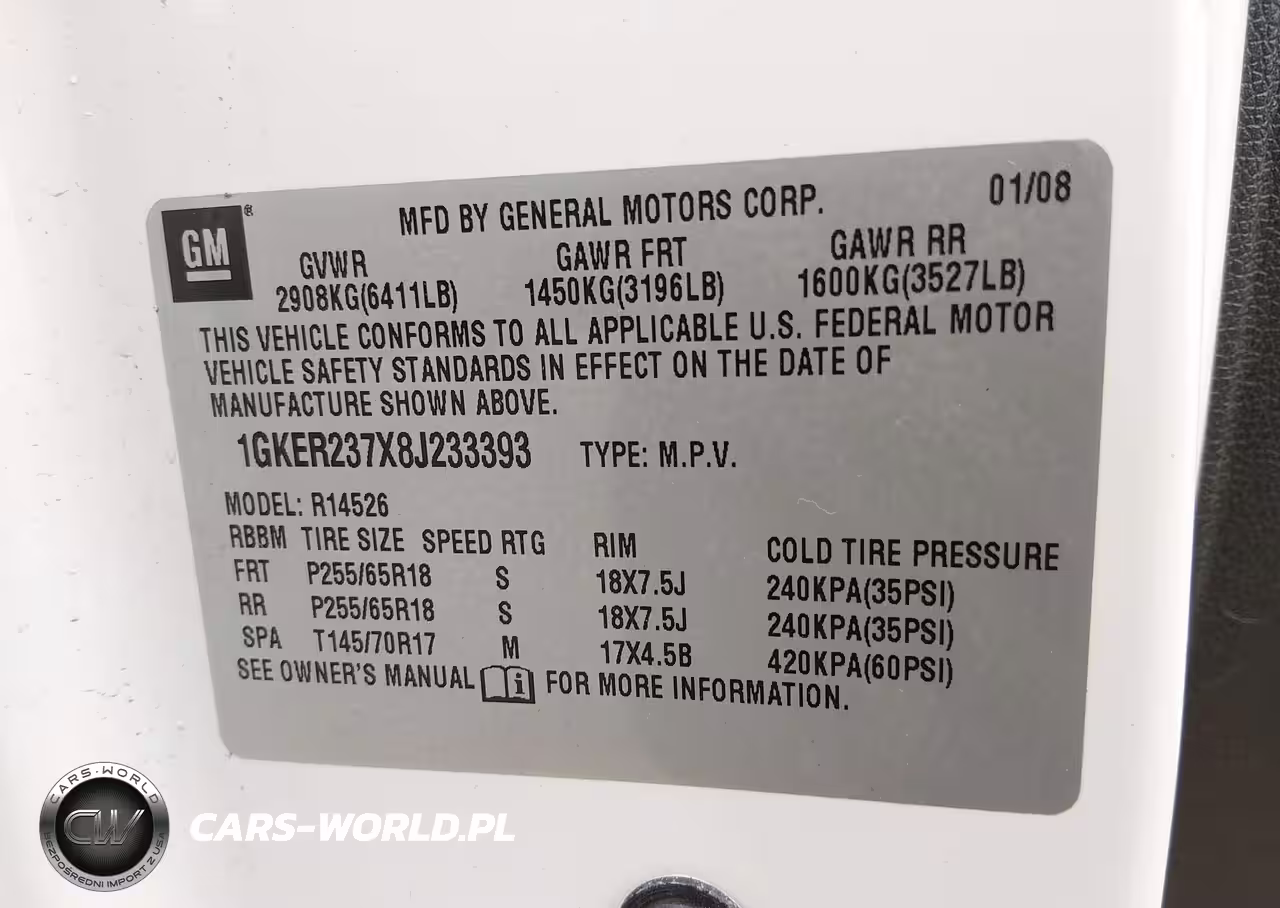 GM ®
MFD BY GENERAL MOTORS CORP. 01/08
GVWR GAWR FRT GAWR RR
2908KG(6411LB) 1450KG(3196LB) 1600KG(3527LB)
THIS VEHICLE CONFORMS TO ALL APPLICABLE U.S. FEDERAL MOTOR
VEHICLE SAFETY STANDARDS IN EFFECT ON THE DATE OF
MANUFACTURE SHOWN ABOVE.
1GKER237X8J233393 TYPE: M.P.V.
MODEL: R14526
RBBM TIRE SIZE SPEED RTG RIM COLD TIRE PRESSURE
FRT P255/65R18 S 18X7.5J 240KPA(35PSI)
RR P255/65R18 S 18X7.5J 240KPA(35PSI)
SPA T145/70R17 M 17X4.5B 420KPA(60PSI)
SEE OWNER'S MANUAL i FOR MORE INFORMATION.
CARS-WORLD
CW
BEZPOŚREDNI IMPORT Z USA
CARS-WORLD.PL